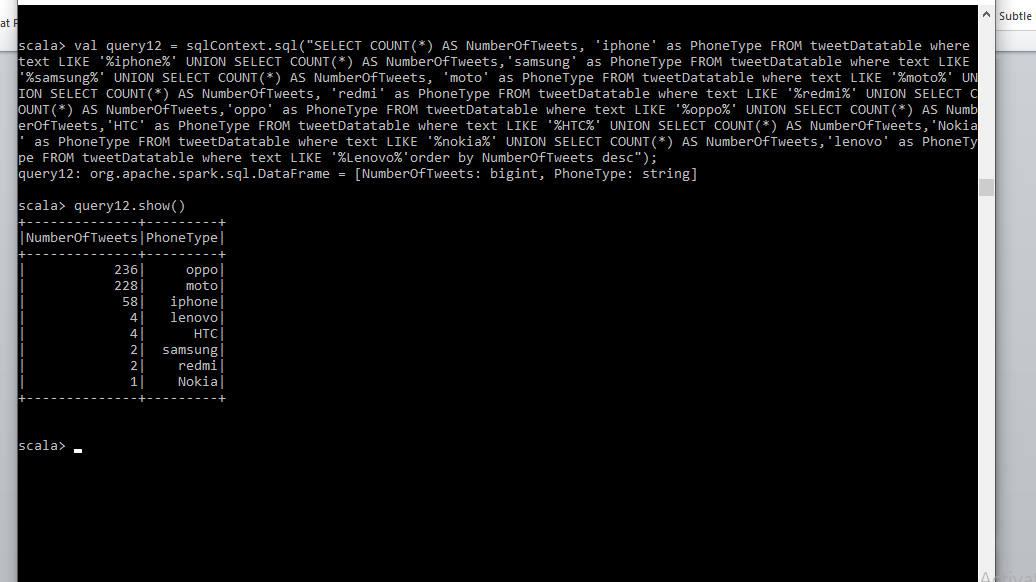 at P
Subtle
scala> val query12 = sqlContext.sql("SELECT COUNT(*) AS NumberOfTweets, 'iphone' as PhoneType FROM tweetDatatable where
text LIKE '%iphone%' UNION SELECT COUNT(*) AS NumberOfTweets,'samsung' as PhoneType FROM tweetDatatable where text LIKE
'%samsung%' UNION SELECT COUNT(*) AS NumberOfTweets, 'moto' as PhoneType FROM tweetDatatable where text LIKE '%moto%' UN
ION SELECT COUNT(*) AS NumberOfTweets, 'redmi' as PhoneType FROM tweetDatatable where text LIKE '%redmi%' UNION SELECT C
OUNT(*) AS NumberOfTweets,'oppo' as PhoneType FROM tweetDatatable where text LIKE '%oppo%' UNION SELECT COUNT(*) AS Numb
erOfTweets,'HTC' as PhoneType FROM tweetDatatable where text LIKE '%HTC%' UNION SELECT COUNT(*) AS NumberOfTweets,'Nokia
' as PhoneType FROM tweetDatatable where text LIKE '%nokia%' UNION SELECT COUNT(*) AS NumberOfTweets,'lenovo' as PhoneTy
pe FROM tweetDatatable where text LIKE '%Lenovo%'order by NumberOfTweets desc");
query12: org.apache.spark.sql.DataFrame = [NumberOfTweets: bigint, PhoneType: string]
scala> query12.show()
+--------------+---------+
|NumberOfTweets|PhoneType|
+--------------+---------+
|           236|     oppo|
|           228|     moto|
|            58|   iphone|
|             4|   lenovo|
|             4|      HTC|
|             2|  samsung|
|             2|    redmi|
|             1|    Nokia|
+--------------+---------+
scala>